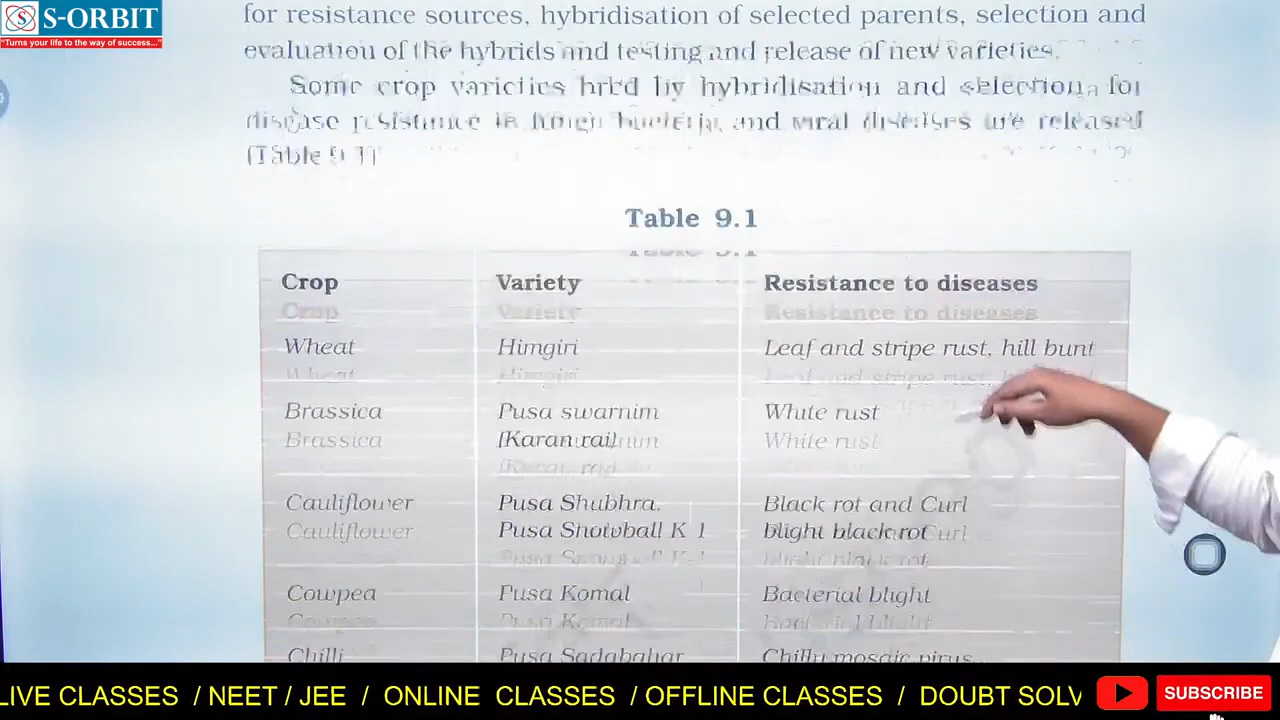 S-ORBIT
"Turns your life to the way of success..."
for resistance sources, hybridisation of selected parents, selection and
evaluation of the hybrids and testing and release of new varieties.
Some crop varieties bred by hybridisation and selection, for
disease resistance to fungi, bacteria and viral diseases are released
(Table 9.1)
Table 9.1
Crop Variety Resistance to diseases
Wheat Himgiri Leaf and stripe rust, hill bunt
Brassica Pusa swarnim White rust
(Karan rai)
Cauliflower Pusa Shubhra. Black rot and Curl
Pusa Snowball K 1 blight black rot
Cowpea Pusa Komal Bacterial blight
Chilli Pusa Sadabahar Chilly mosaic
LIVE CLASSES / NEET / JEE / ONLINE CLASSES / OFFLINE CLASSES / DOUBT SOLV
SUBSCRIBE